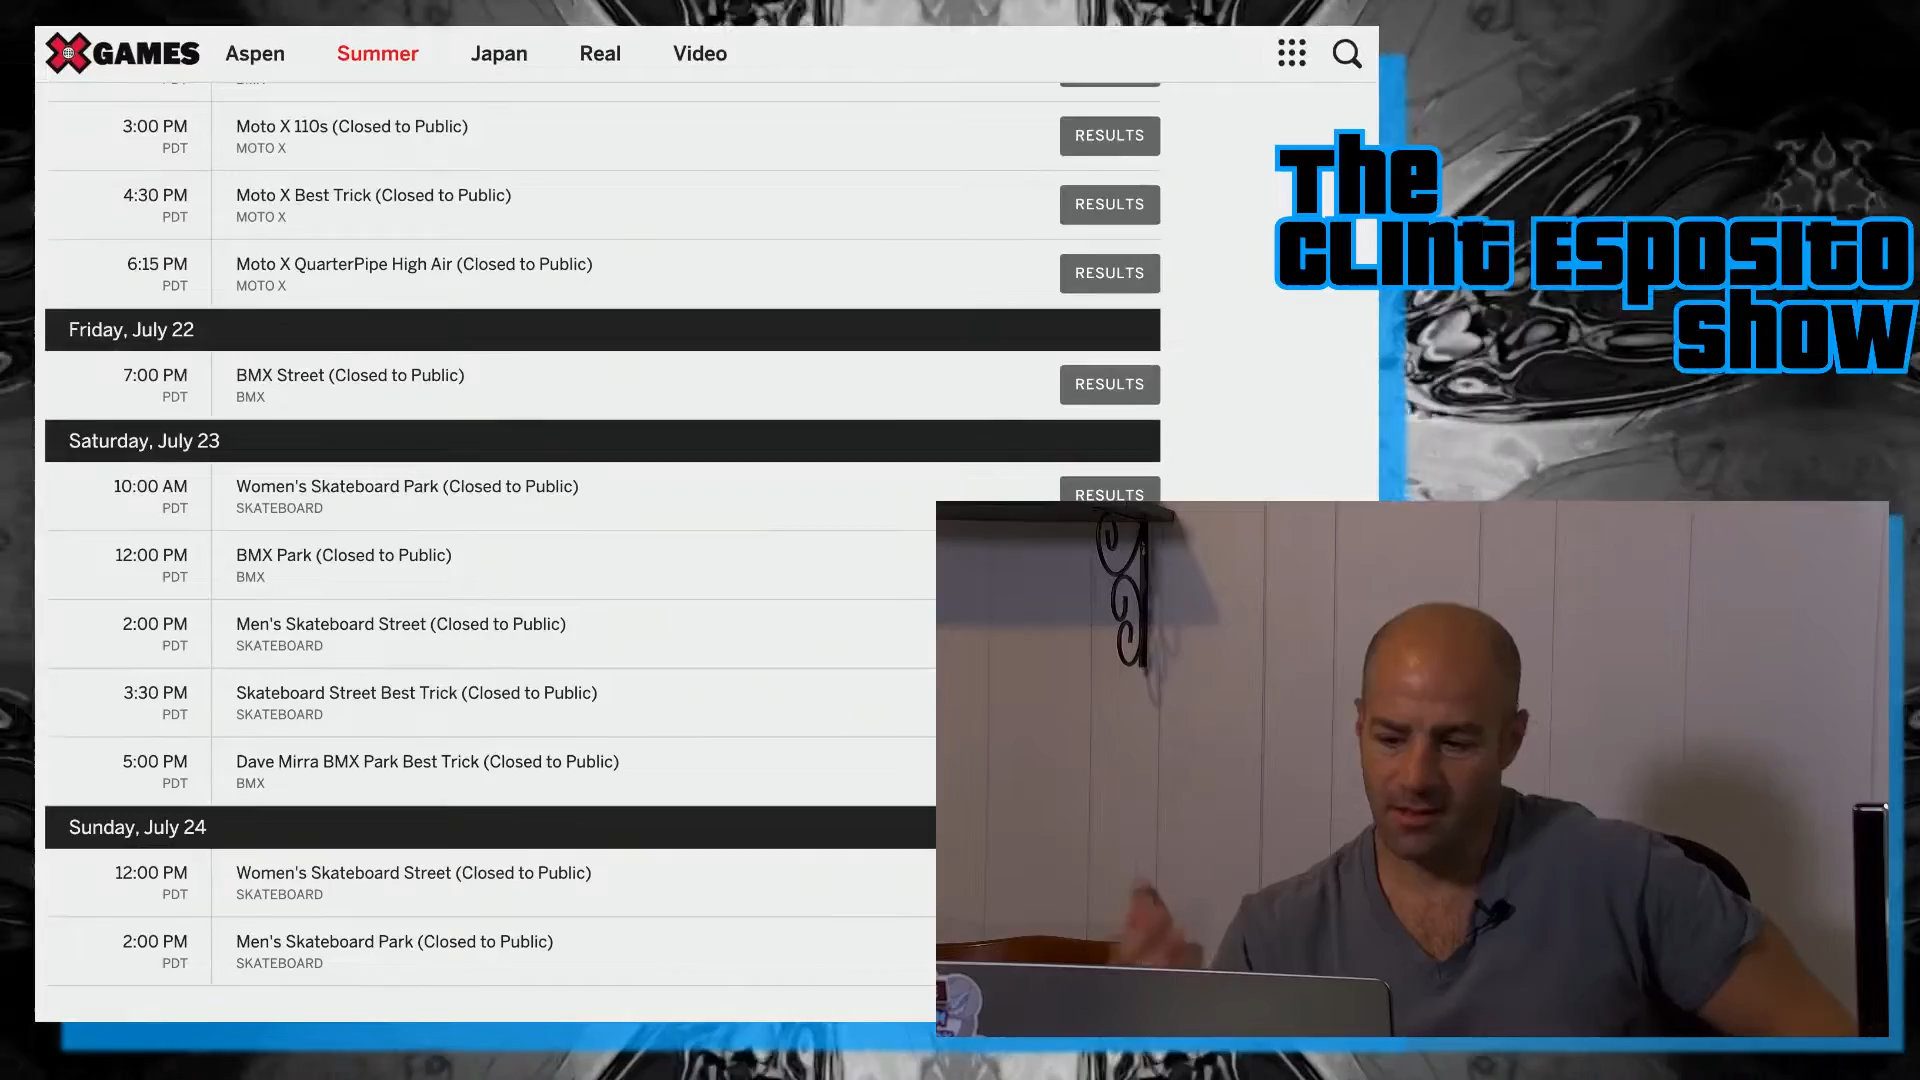 X GAMES Aspen Summer Japan Real Video
3:00 PM Moto X 110s (Closed to Public) RESULTS
PDT MOTO X
4:30 PM Moto X Best Trick (Closed to Public) RESULTS
PDT MOTO X
6:15 PM Moto X QuarterPipe High Air (Closed to Public) RESULTS
PDT MOTO X
Friday, July 22
7:00 PM BMX Street (Closed to Public) RESULTS
PDT BMX
Saturday, July 23
10:00 AM Women's Skateboard Park (Closed to Public) RESULTS
PDT SKATEBOARD
12:00 PM BMX Park (Closed to Public)
PDT BMX
2:00 PM Men's Skateboard Street (Closed to Public)
PDT SKATEBOARD
3:30 PM Skateboard Street Best Trick (Closed to Public)
PDT SKATEBOARD
5:00 PM Dave Mirra BMX Park Best Trick (Closed to Public)
PDT BMX
Sunday, July 24
12:00 PM Women's Skateboard Street (Closed to Public)
PDT SKATEBOARD
2:00 PM Men's Skateboard Park (Closed to Public)
PDT SKATEBOARD
The
Clint Esposito
Show